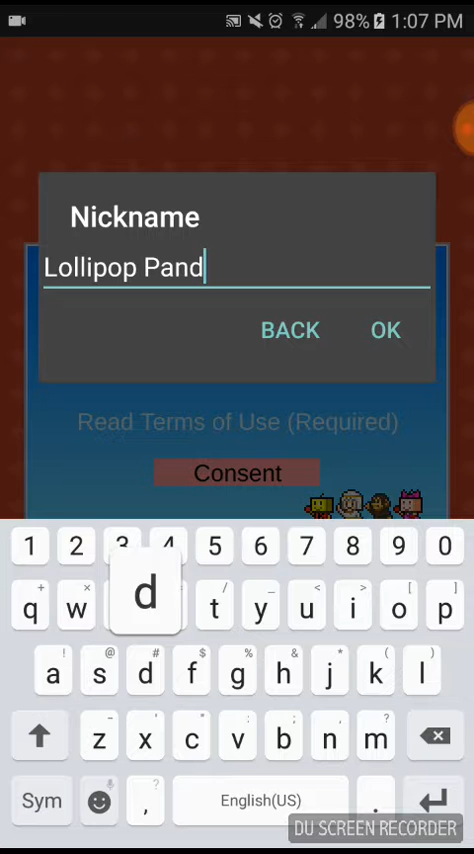 98% 1:07 PM
Nickname
Lollipop Pand
BACK OK
Read Terms of Use (Required)
Consent
1 2 3 4 5 6 7 8 9 0
+ × / _ < > [ ]
q w d t y u i o p
! @ # $ % & * ( )
a s d f g h j k l
- ' " : ; , ?
z x c v b n m
Sym , ? English(US) .
DU SCREEN RECORDER